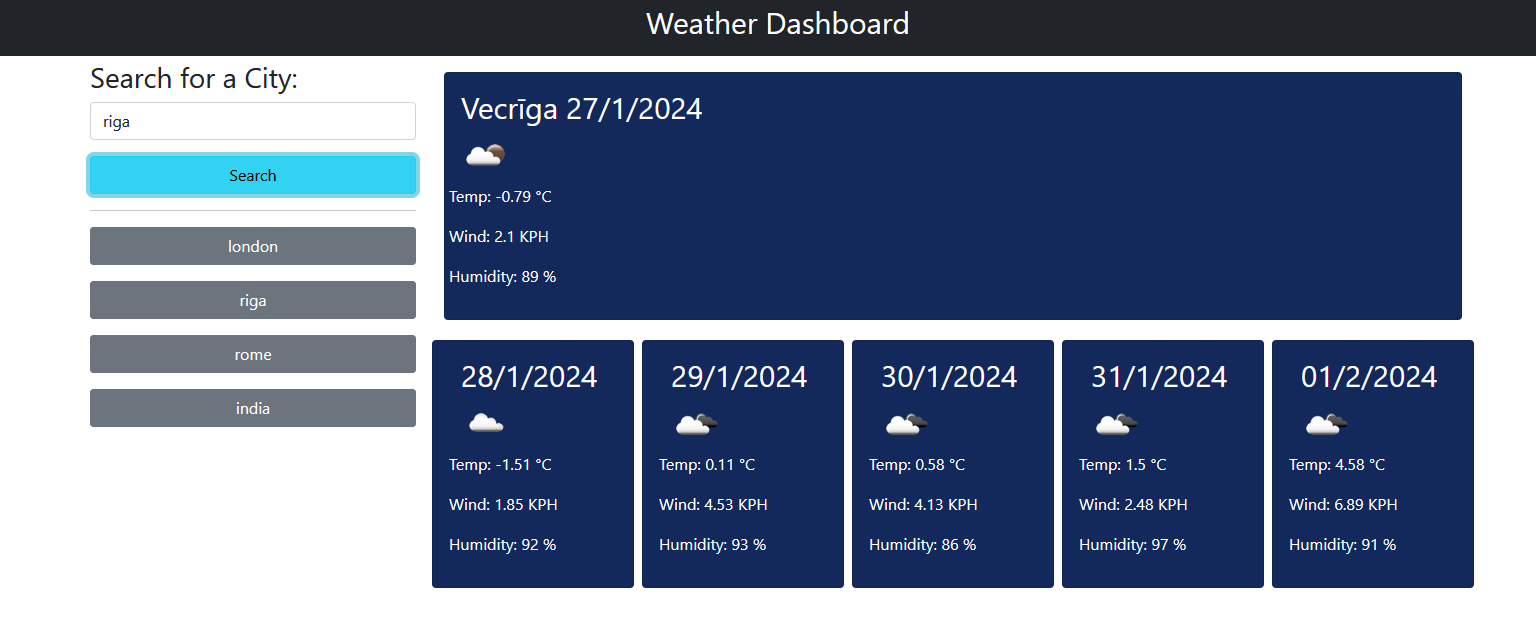 Weather Dashboard
Search for a City:
riga
Search
london
riga
rome
india
Vecrīga 27/1/2024
Temp: -0.79 °C
Wind: 2.1 KPH
Humidity: 89 %
28/1/2024
Temp: -1.51 °C
Wind: 1.85 KPH
Humidity: 92 %
29/1/2024
Temp: 0.11 °C
Wind: 4.53 KPH
Humidity: 93 %
30/1/2024
Temp: 0.58 °C
Wind: 4.13 KPH
Humidity: 86 %
31/1/2024
Temp: 1.5 °C
Wind: 2.48 KPH
Humidity: 97 %
01/2/2024
Temp: 4.58 °C
Wind: 6.89 KPH
Humidity: 91 %